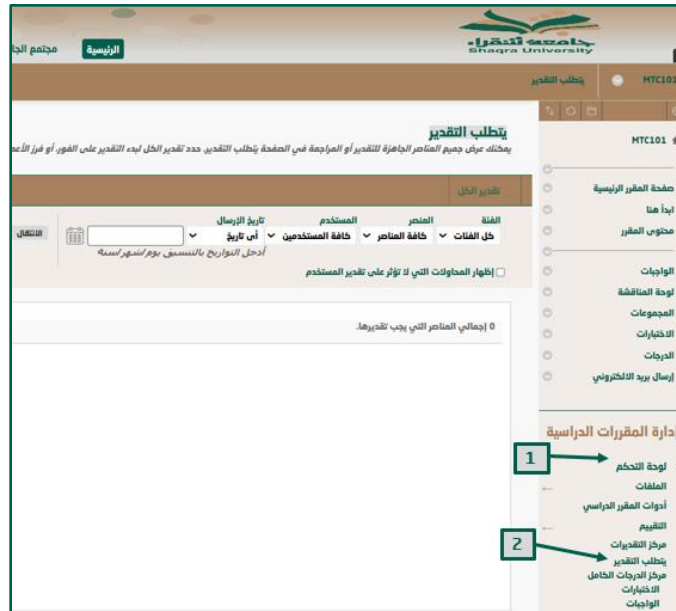 جامعة شقراء
Shaqra University
الرئيسية
مجتمع الجا
MTC101
يتطلب التقدير
MTC101
صفحة المقرر الرئيسية
ابدأ هنا
محتوى المقرر
الواجبات
لوحة المناقشة
المجموعات
الاختبارات
الدرجات
إرسال بريد الالكتروني
دارة المقررات الدراسية
1
لوحة التحكم
الملفات
أدوات المقرر الدراسي
التقييم
2
مركز التقديرات
يتطلب التقدير
مركز الدرجات الكامل
الاختبارات
الواجبات
يتطلب التقدير
يمكنك عرض جميع العناصر الجاهزة للتقدير أو المراجعة في الصفحة يتطلب التقدير. حدد تقدير الكل لبدء التقدير على الفور، أو فرز الأعم
تقدير الكل
الفئة العنصر المستخدم تاريخ الإرسال
كل الفئات كافة العناصر كافة المستخدمين أى تاريخ الانتقال
أدخل التواريخ بالتنسيق يوم/شهر/سنة
إظهار المحاولات التي لا تؤثر على تقدير المستخدم
0 إجمالي العناصر التي يجب تقديرها.